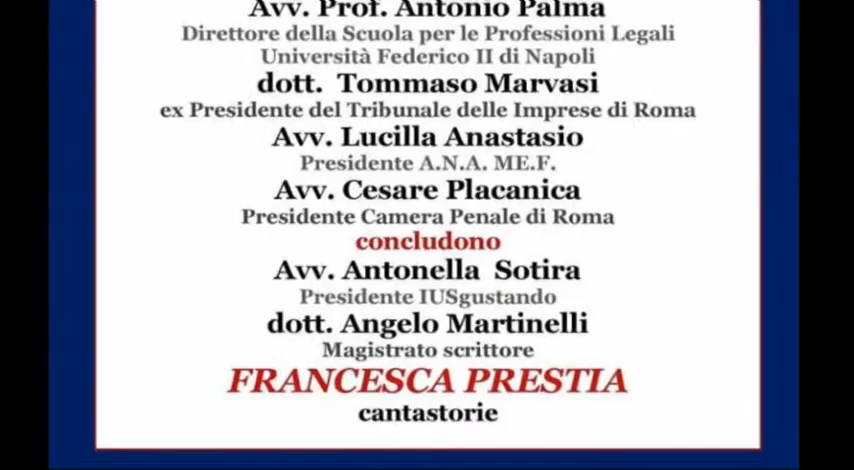 Avv. Prof. Antonio Palma
Direttore della Scuola per le Professioni Legali
Università Federico II di Napoli
dott. Tommaso Marvasi
ex Presidente del Tribunale delle Imprese di Roma
Avv. Lucilla Anastasio
Presidente A.N.A. ME.F.
Avv. Cesare Placanica
Presidente Camera Penale di Roma
concludono
Avv. Antonella Sotira
Presidente IUSgustando
dott. Angelo Martinelli
Magistrato scrittore
FRANCESCA PRESTIA
cantastorie